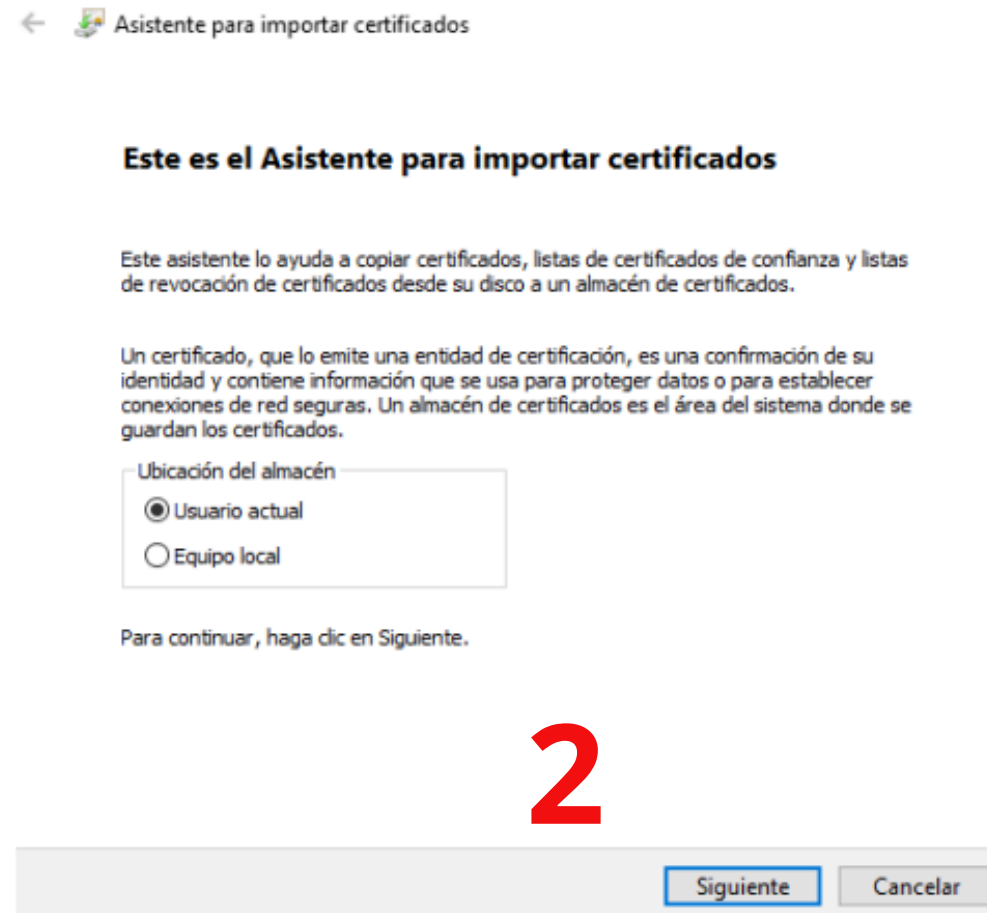 Asistente para importar certificados
Este es el Asistente para importar certificados
Este asistente lo ayuda a copiar certificados, listas de certificados de confianza y listas
de revocación de certificados desde su disco a un almacén de certificados.
Un certificado, que lo emite una entidad de certificación, es una confirmación de su
identidad y contiene información que se usa para proteger datos o para establecer
conexiones de red seguras. Un almacén de certificados es el área del sistema donde se
guardan los certificados.
Ubicación del almacén
Usuario actual
Equipo local
Para continuar, haga clic en Siguiente.
2
Siguiente
Cancelar